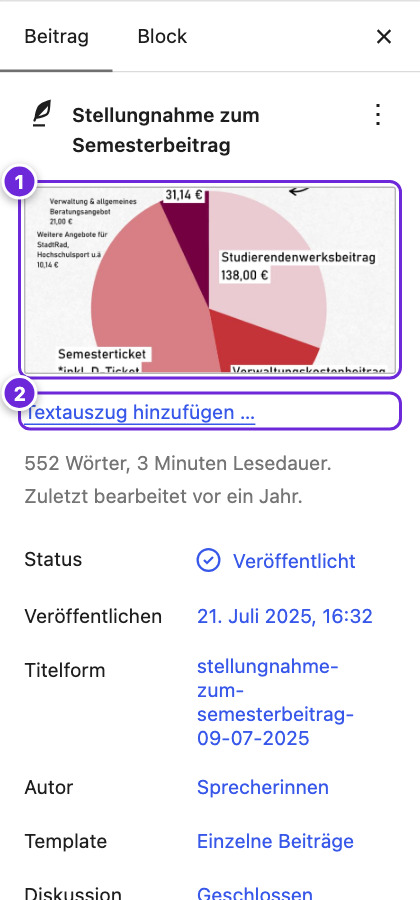 Beitrag
Block
Stellungnahme zum
Semesterbeitrag
1
31,14 €
Verwaltung & allgemeines
Beratungsangebot
21,00 €
Weitere Angebote für
StadtRad,
Hochschulsport u.ä
10,14 €
Studierendenwerksbeitrag
138,00 €
Semesterticket
*inkl. D-Ticket
Verwaltungskostenbeitrag
2
Textauszug hinzufügen ...
552 Wörter, 3 Minuten Lesedauer.
Zuletzt bearbeitet vor ein Jahr.
Status
Veröffentlicht
Veröffentlichen
21. Juli 2025, 16:32
Titelform
stellungnahme-
zum-
semesterbeitrag-
09-07-2025
Autor
Sprecherinnen
Template
Einzelne Beiträge
Diskussion
Geschlossen